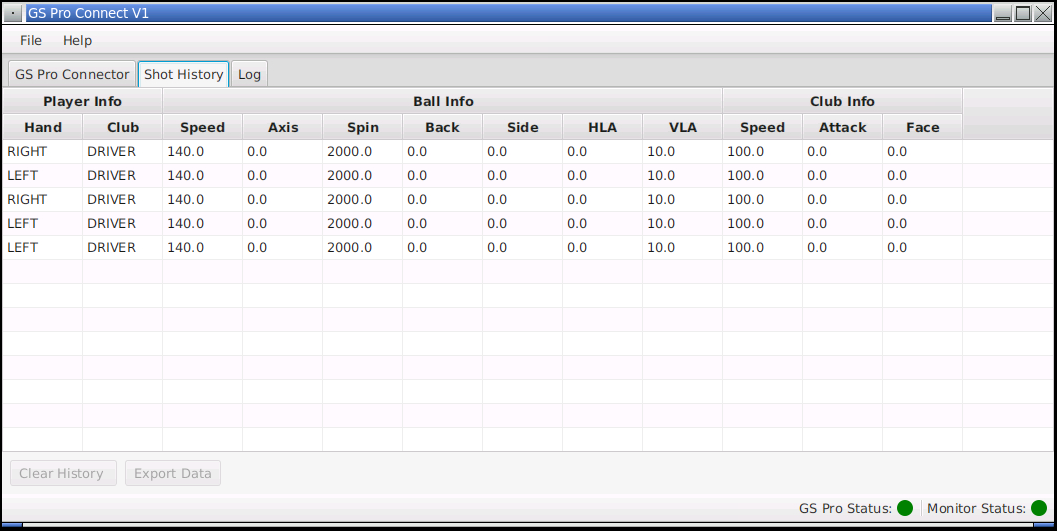 GS Pro Connect V1
File Help
GS Pro Connector Shot History Log
Player Info Ball Info Club Info
Hand Club Speed Axis Spin Back Side HLA VLA Speed Attack Face
RIGHT DRIVER 140.0 0.0 2000.0 0.0 0.0 0.0 10.0 100.0 0.0 0.0
LEFT DRIVER 140.0 0.0 2000.0 0.0 0.0 0.0 10.0 100.0 0.0 0.0
RIGHT DRIVER 140.0 0.0 2000.0 0.0 0.0 0.0 10.0 100.0 0.0 0.0
LEFT DRIVER 140.0 0.0 2000.0 0.0 0.0 0.0 10.0 100.0 0.0 0.0
LEFT DRIVER 140.0 0.0 2000.0 0.0 0.0 0.0 10.0 100.0 0.0 0.0
Clear History Export Data
GS Pro Status: Monitor Status: